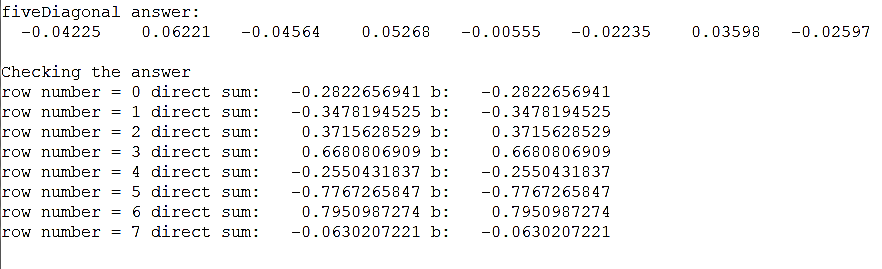 fiveDiagonal answer:
-0.04225 0.06221 -0.04564 0.05268 -0.00555 -0.02235 0.03598 -0.02597
Checking the answer
row number = 0 direct sum: -0.2822656941 b: -0.2822656941
row number = 1 direct sum: -0.3478194525 b: -0.3478194525
row number = 2 direct sum: 0.3715628529 b: 0.3715628529
row number = 3 direct sum: 0.6680806909 b: 0.6680806909
row number = 4 direct sum: -0.2550431837 b: -0.2550431837
row number = 5 direct sum: -0.7767265847 b: -0.7767265847
row number = 6 direct sum: 0.7950987274 b: 0.7950987274
row number = 7 direct sum: -0.0630207221 b: -0.0630207221